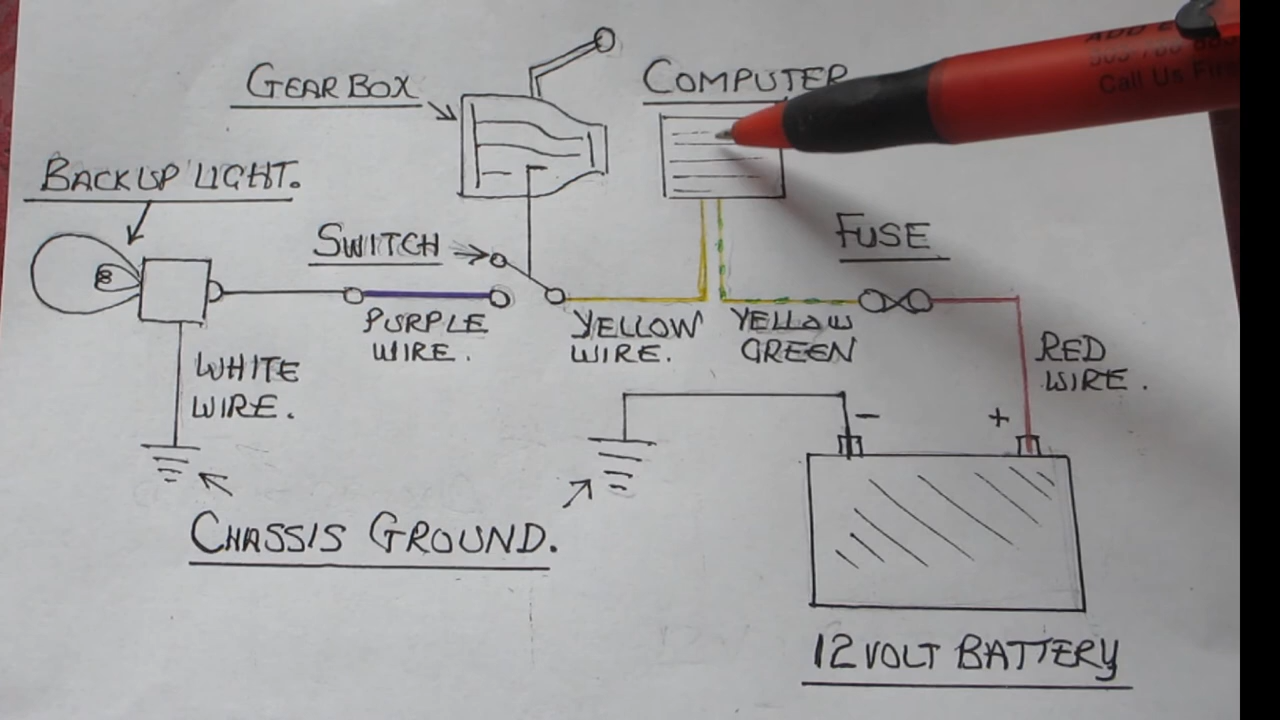 GEAR BOX
COMPUTER
BACKUP LIGHT.
SWITCH
FUSE
PURPLE
WIRE.
YELLOW
WIRE.
YELLOW
GREEN
RED
WIRE.
WHITE
WIRE.
- +
CHASSIS GROUND.
12 VOLT BATTERY
Call Us